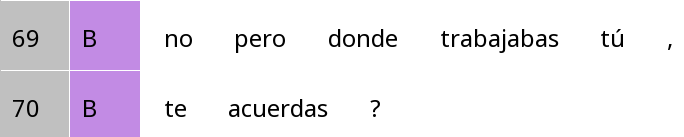 69 B no pero donde trabajabas tú ,
70 B te acuerdas ?